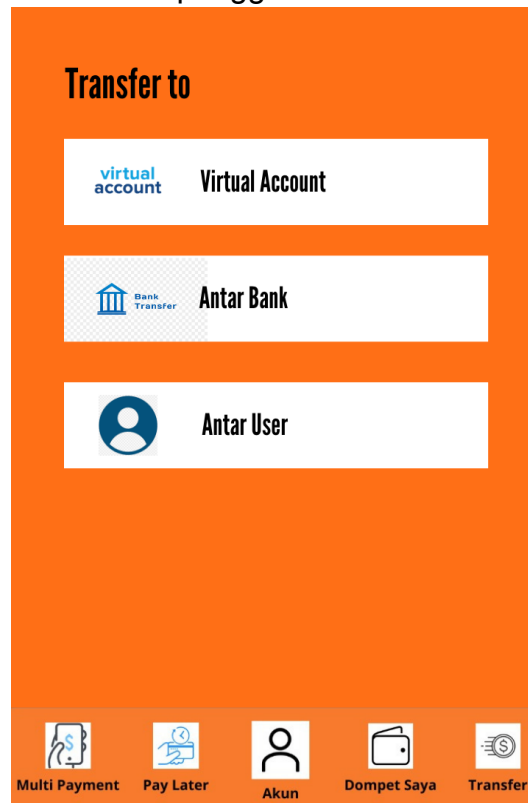 Transfer to
virtual
account
Virtual Account
Bank
Transfer
Antar Bank
Antar User
Multi Payment
Pay Later
Akun
Dompet Saya
Transfer